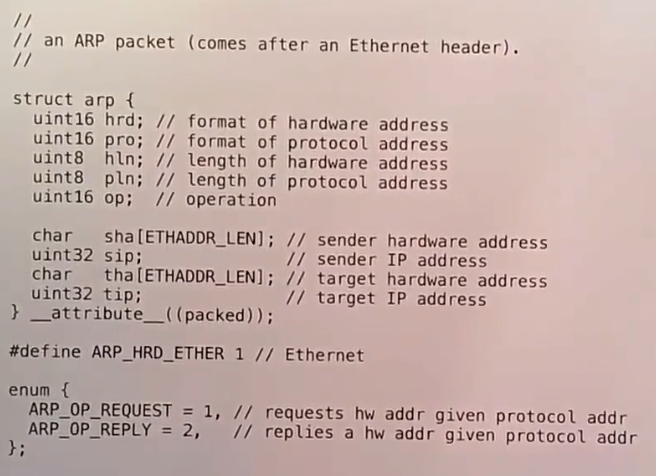 //
// an ARP packet (comes after an Ethernet header).
//
struct arp {
  uint16 hrd; // format of hardware address
  uint16 pro; // format of protocol address
  uint8  hln; // length of hardware address
  uint8  pln; // length of protocol address
  uint16 op;  // operation

  char   sha[ETHADDR_LEN]; // sender hardware address
  uint32 sip;              // sender IP address
  char   tha[ETHADDR_LEN]; // target hardware address
  uint32 tip;              // target IP address
} __attribute__((packed));

#define ARP_HRD_ETHER 1 // Ethernet

enum {
  ARP_OP_REQUEST = 1, // requests hw addr given protocol addr
  ARP_OP_REPLY = 2,   // replies a hw addr given protocol addr
};